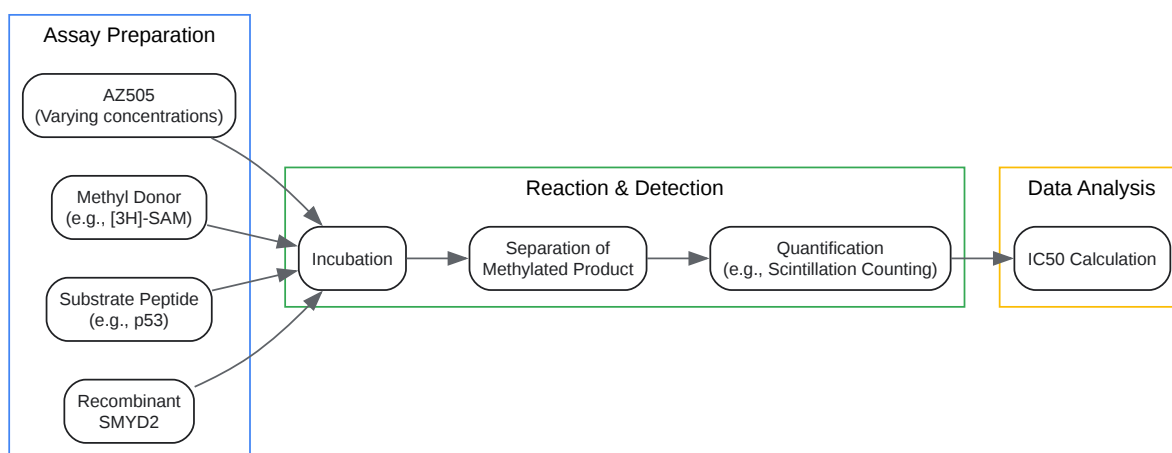 Assay Preparation
AZ505
(Varying concentrations)
Methyl Donor
(e.g., [3H]-SAM)
Substrate Peptide
(e.g., p53)
Recombinant
SMYD2
Reaction & Detection
Incubation
Separation of
Methylated Product
Quantification
(e.g., Scintillation Counting)
Data Analysis
IC50 Calculation